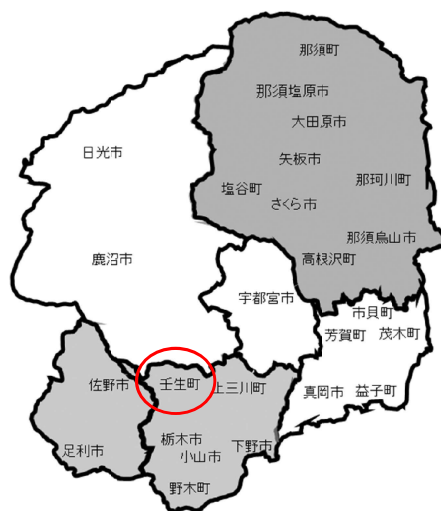 那須町
那須塩原市
大田原市
日光市
矢板市
塩谷町
那珂川町
さくら市
那須烏山市
鹿沼市
高根沢町
宇都宮市
市貝町
芳賀町
茂木町
佐野市
壬生町
上三川町
真岡市
益子町
栃木市
下野市
足利市
小山市
野木町